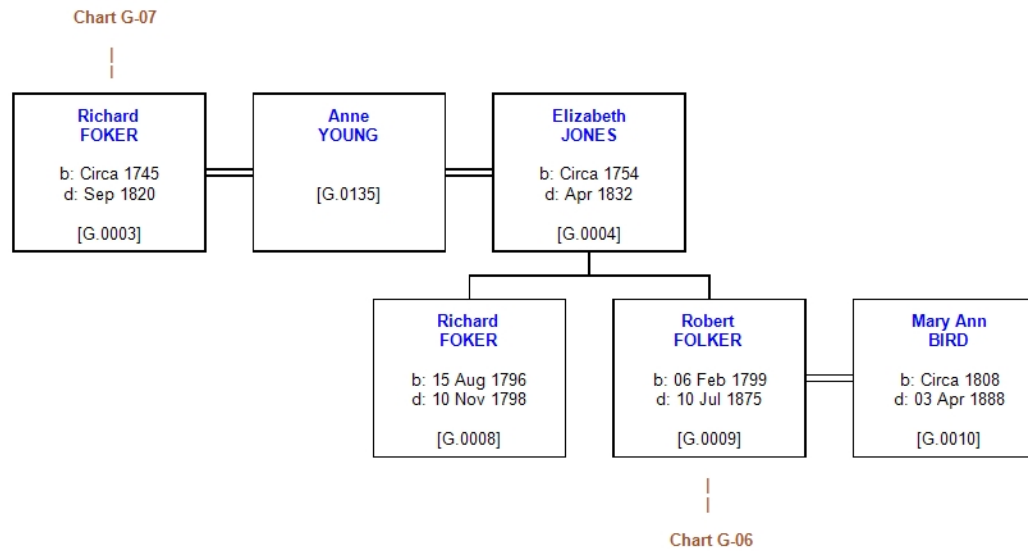 Chart G-07
Richard
FOKER
b: Circa 1745
d: Sep 1820
[G.0003]
Anne
YOUNG
[G.0135]
Elizabeth
JONES
b: Circa 1754
d: Apr 1832
[G.0004]
Richard
FOKER
b: 15 Aug 1796
d: 10 Nov 1798
[G.0008]
Robert
FOLKER
b: 06 Feb 1799
d: 10 Jul 1875
[G.0009]
Mary Ann
BIRD
b: Circa 1808
d: 03 Apr 1888
[G.0010]
Chart G-06